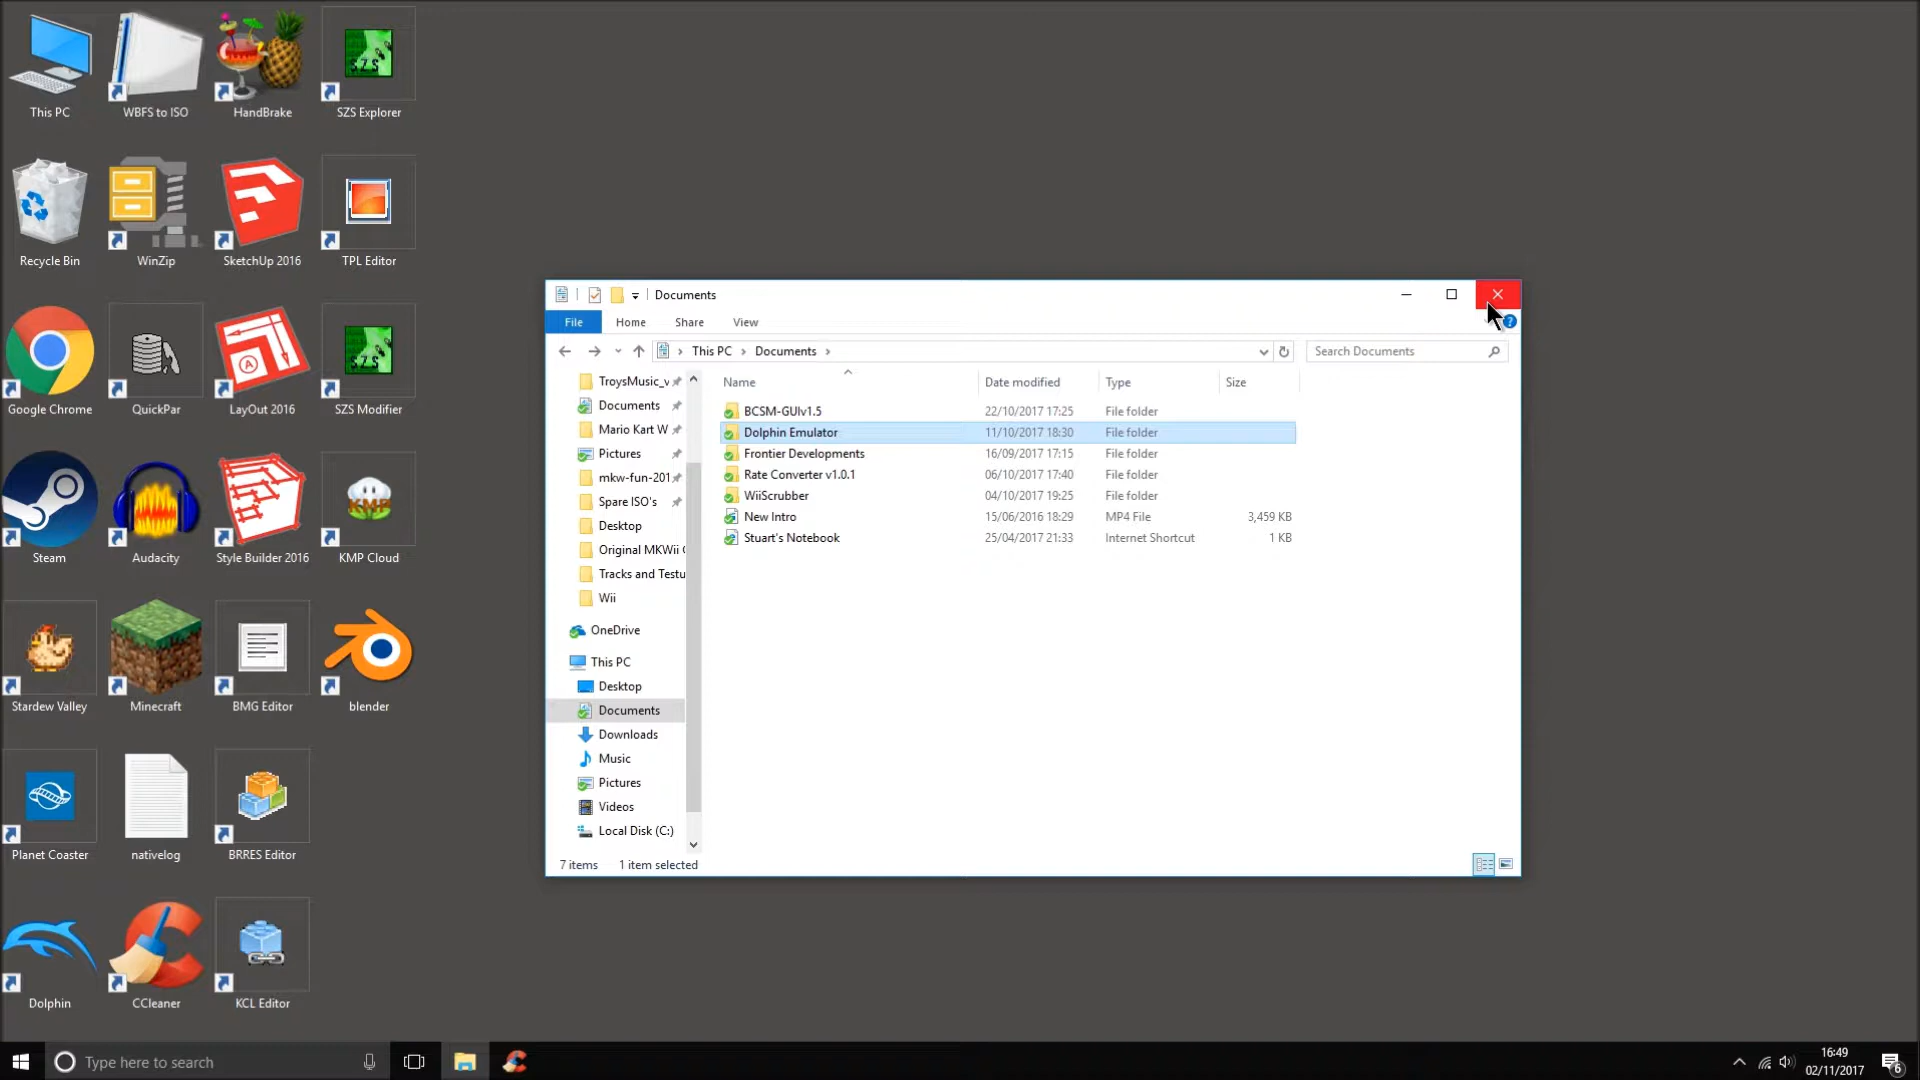 This PC
WBFS to ISO
HandBrake
SZS
SZS Explorer
Recycle Bin
WinZip
SketchUp 2016
TPL Editor
Google Chrome
QuickPar
A
LayOut 2016
SZS
SZS Modifier
Steam
Audacity
Style Builder 2016
KMP
KMP Cloud
Stardew Valley
Minecraft
BMG Editor
blender
Planet Coaster
nativelog
BRRES Editor
Dolphin
CCleaner
KCL Editor
Documents
File
Home
Share
View
This PC
Documents
Search Documents
Name
Date modified
Type
Size
TroysMusic_v
Documents
Mario Kart W
Pictures
mkw-fun-201
Spare ISO's
Desktop
Original MKWii
Tracks and Testu
Wii
OneDrive
This PC
Desktop
Documents
Downloads
Music
Pictures
Videos
Local Disk (C:)
BCSM-GUIv1.5 22/10/2017 17:25 File folder
Dolphin Emulator 11/10/2017 18:30 File folder
Frontier Developments 16/09/2017 17:15 File folder
Rate Converter v1.0.1 06/10/2017 17:40 File folder
WiiScrubber 04/10/2017 19:25 File folder
New Intro 15/06/2016 18:29 MP4 File 3,459 KB
Stuart's Notebook 25/04/2017 21:33 Internet Shortcut 1 KB
7 items 1 item selected
Type here to search
16:49
02/11/2017
6